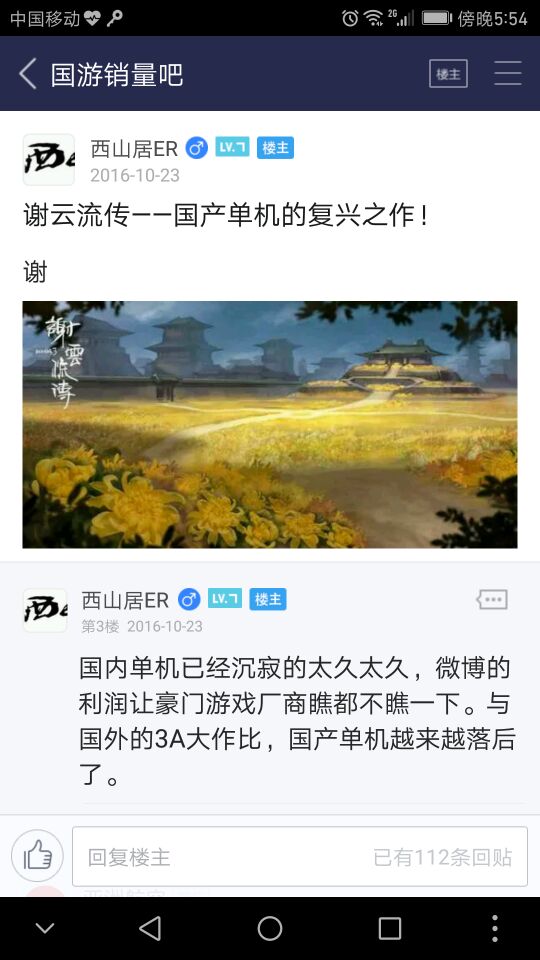 中国移动
2G
傍晚5:54
国游销量吧
楼主
西山居ER
LV.7
楼主
2016-10-23
谢云流传——国产单机的复兴之作！
谢
謝雲流傳
西山居ER
LV.7
楼主
第3楼 2016-10-23
国内单机已经沉寂的太久太久，微博的
利润让豪门游戏厂商瞧都不瞧一下。与
国外的3A大作比，国产单机越来越落后
了。
回复楼主
已有112条回贴